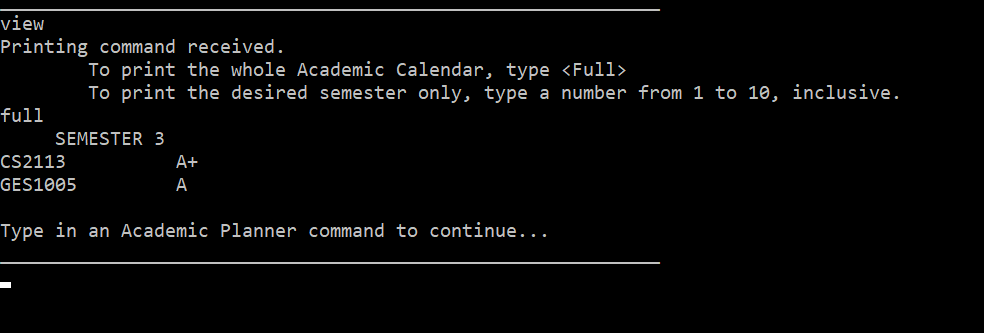 view
Printing command received.
To print the whole Academic Calendar, type <Full>
To print the desired semester only, type a number from 1 to 10, inclusive.
full
SEMESTER 3
CS2113 A+
GES1005 A
Type in an Academic Planner command to continue...